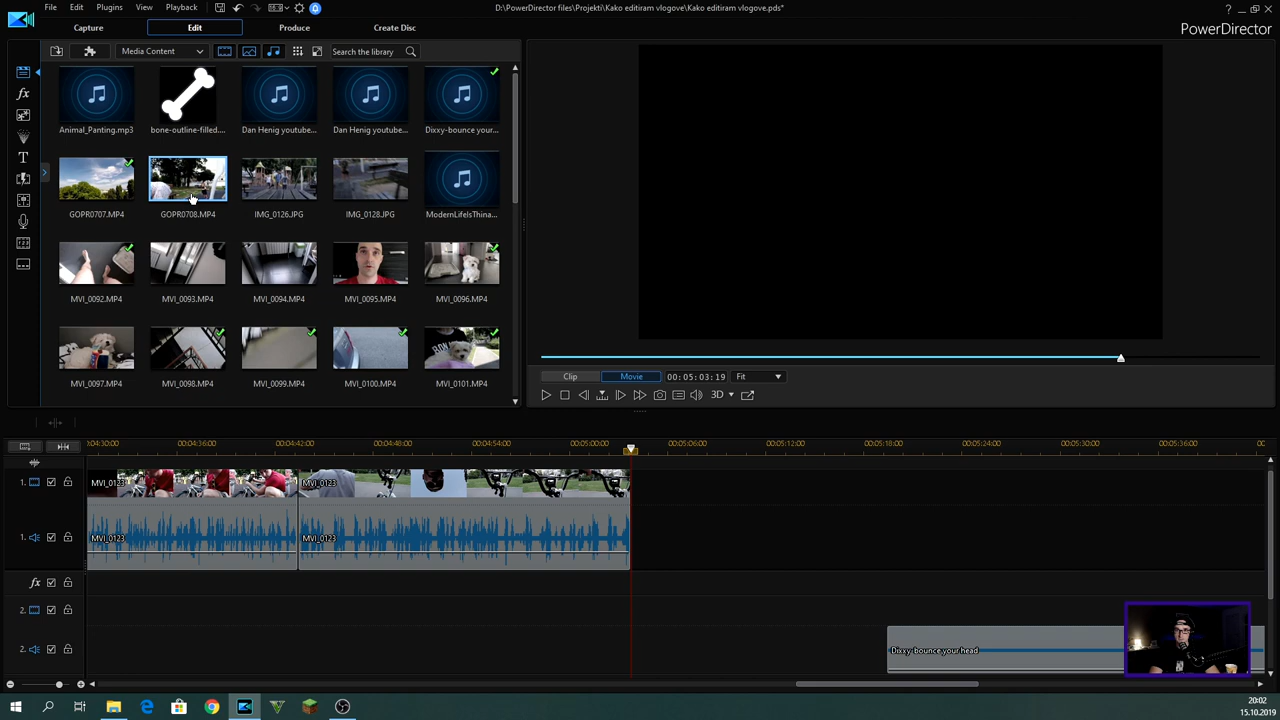 File Edit Plugins View Playback
D:\PowerDirector files\Projekti\Kako editiram vlogove\Kako editiram vlogove.pds*
Capture Edit Produce Create Disc
PowerDirector
Media Content
Search the library
Animal_Panting.mp3 bone-outline-filled.... Dan Henig youtube... Dan Henig youtube... Dixxy-bounce your...
GOPR0707.MP4 GOPR0708.MP4 IMG_0126.JPG IMG_0128.JPG ModernLifeIsThina...
MVI_0092.MP4 MVI_0093.MP4 MVI_0094.MP4 MVI_0095.MP4 MVI_0096.MP4
MVI_0097.MP4 MVI_0098.MP4 MVI_0099.MP4 MVI_0100.MP4 MVI_0101.MP4
Clip Movie 00:05:03:19 Fit
3D
00:04:30:00 00:04:36:00 00:04:42:00 00:04:48:00 00:04:54:00 00:05:00:00 00:05:06:00 00:05:12:00 00:05:18:00 00:05:24:00 00:05:30:00 00:05:36:00
1. MVI_0123 MVI_0123
1. MVI_0123 MVI_0123
fx
2.
2. Dixxy-bounce your head
20:02
15.10.2019